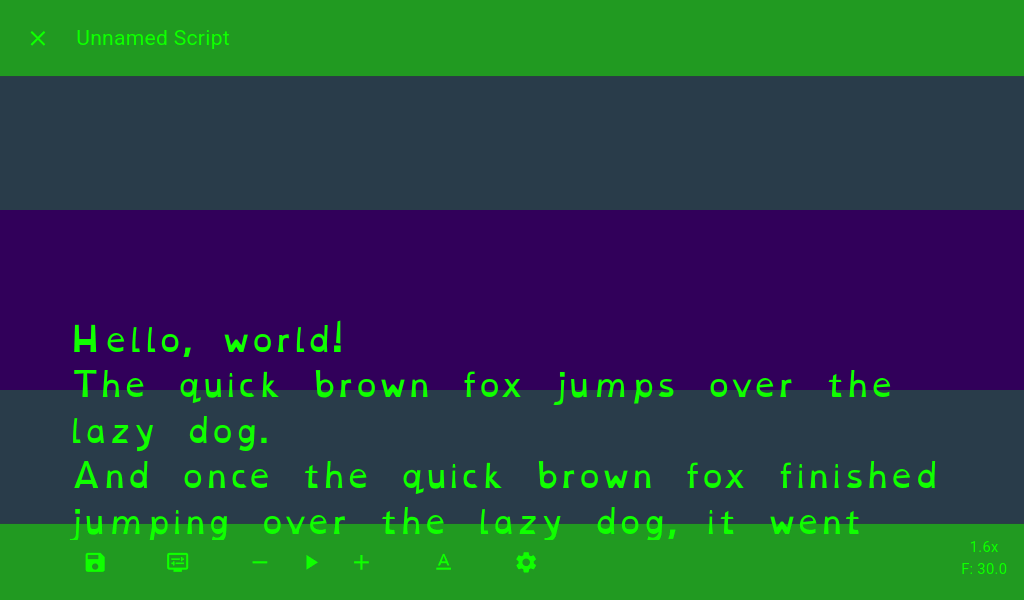 Unnamed Script
Hello, world!
The quick brown fox jumps over the
lazy dog.
And once the quick brown fox finished
jumping over the lazy dog, it went
1.6x
F: 30.0